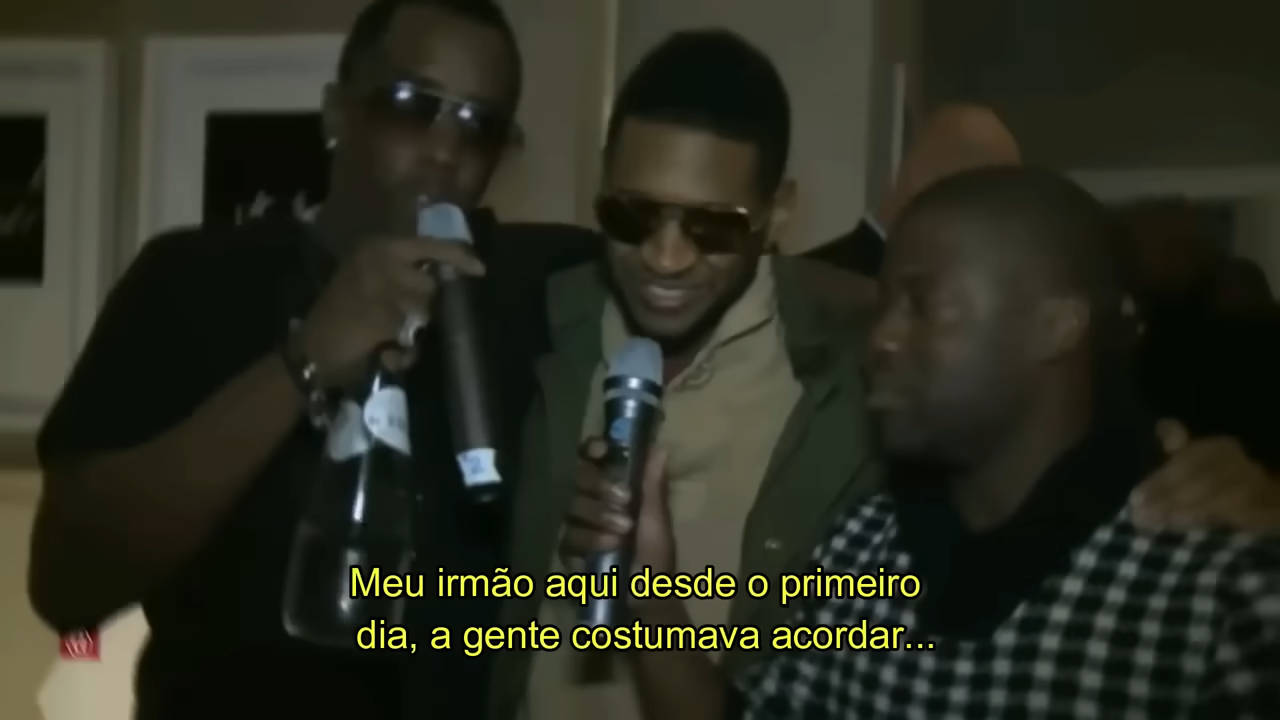 Meu irmão aqui desde o primeiro
dia, a gente costumava acordar...